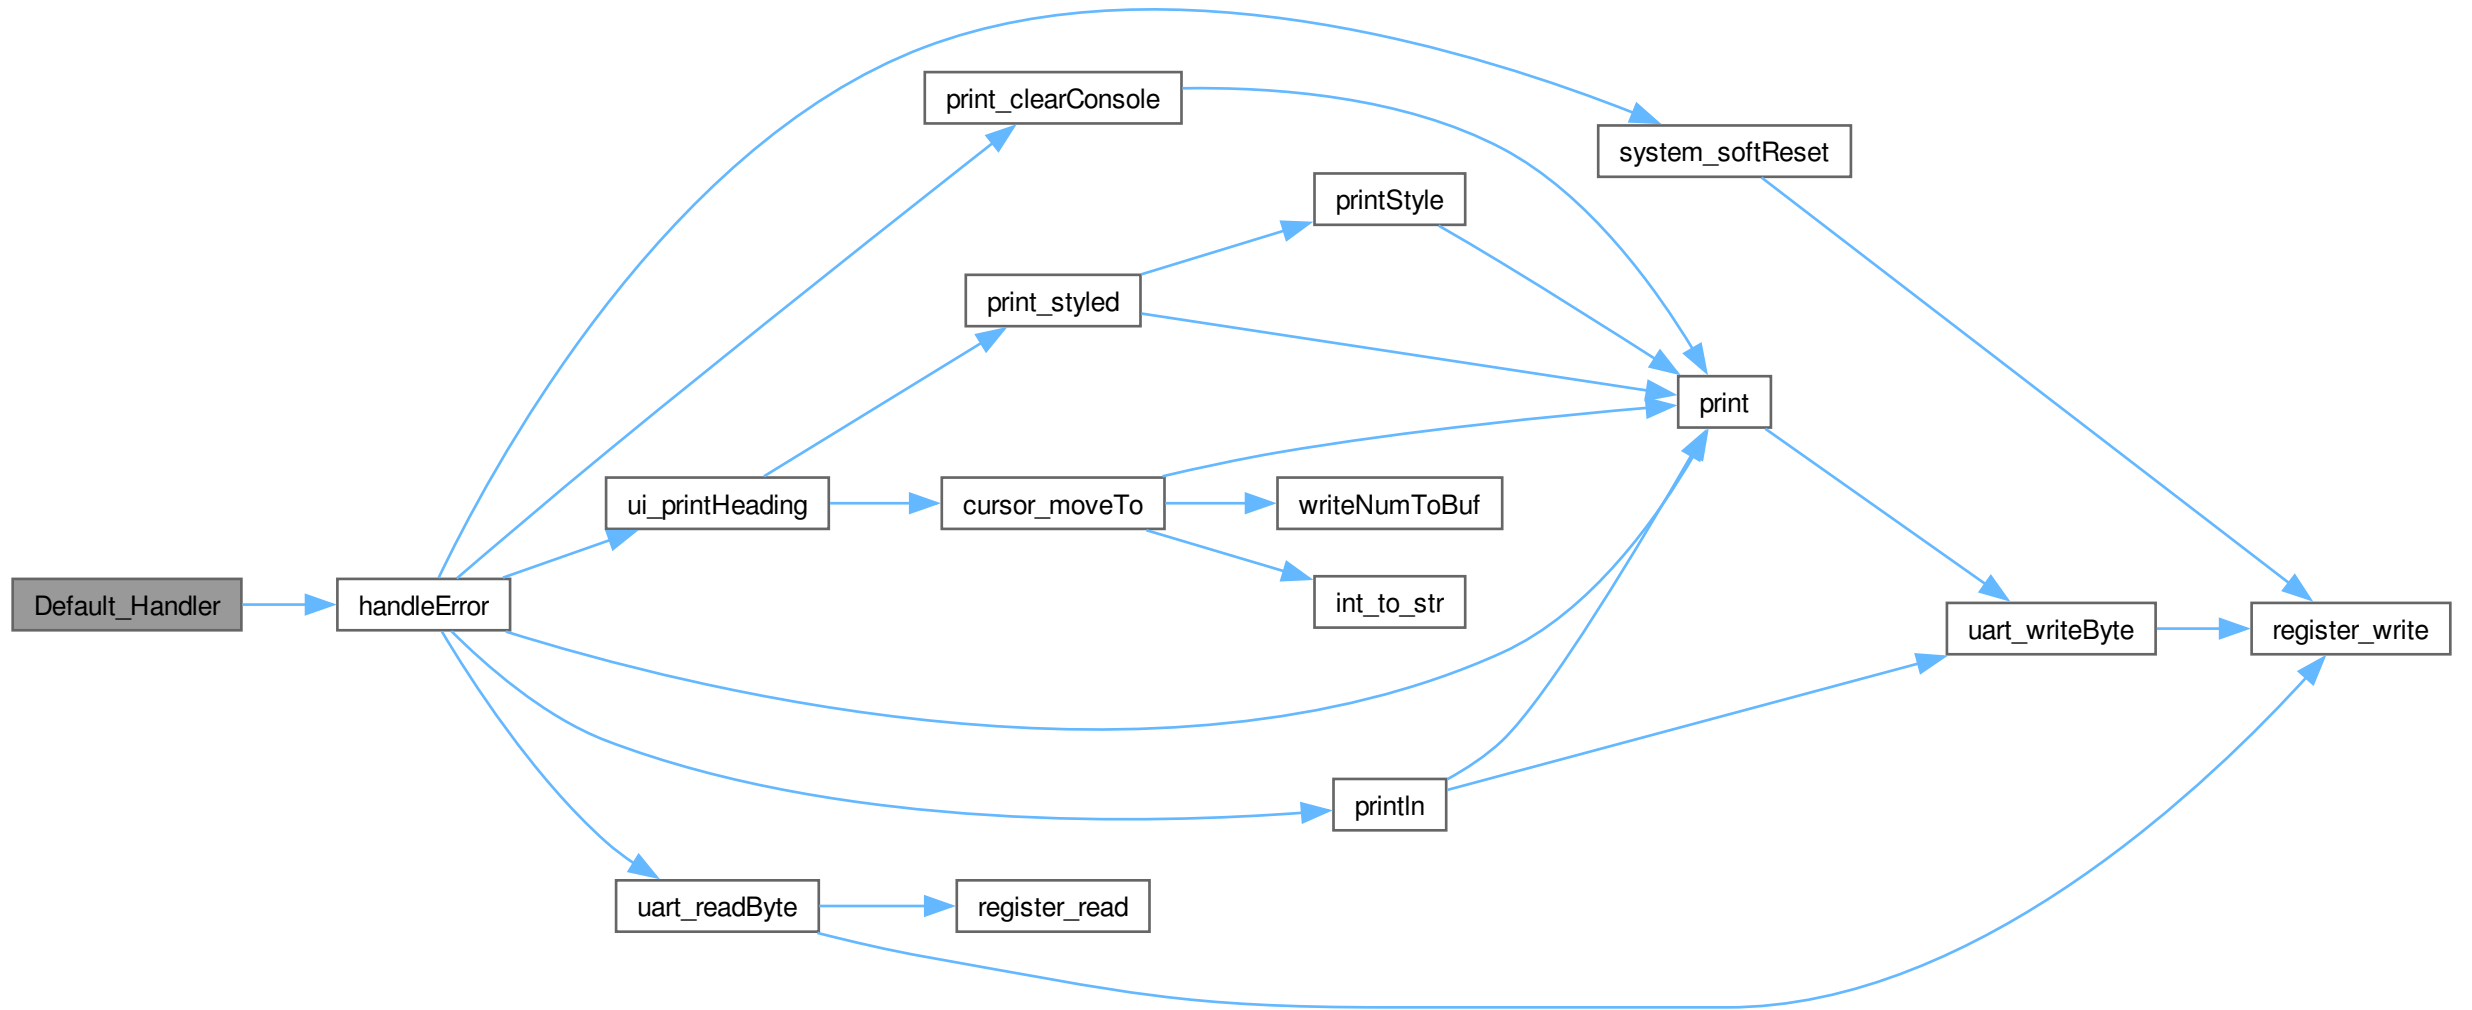 print_clearConsole
system_softReset
printStyle
print_styled
print
ui_printHeading
cursor_moveTo
writeNumToBuf
Default_Handler
handleError
int_to_str
uart_writeByte
register_write
println
uart_readByte
register_read